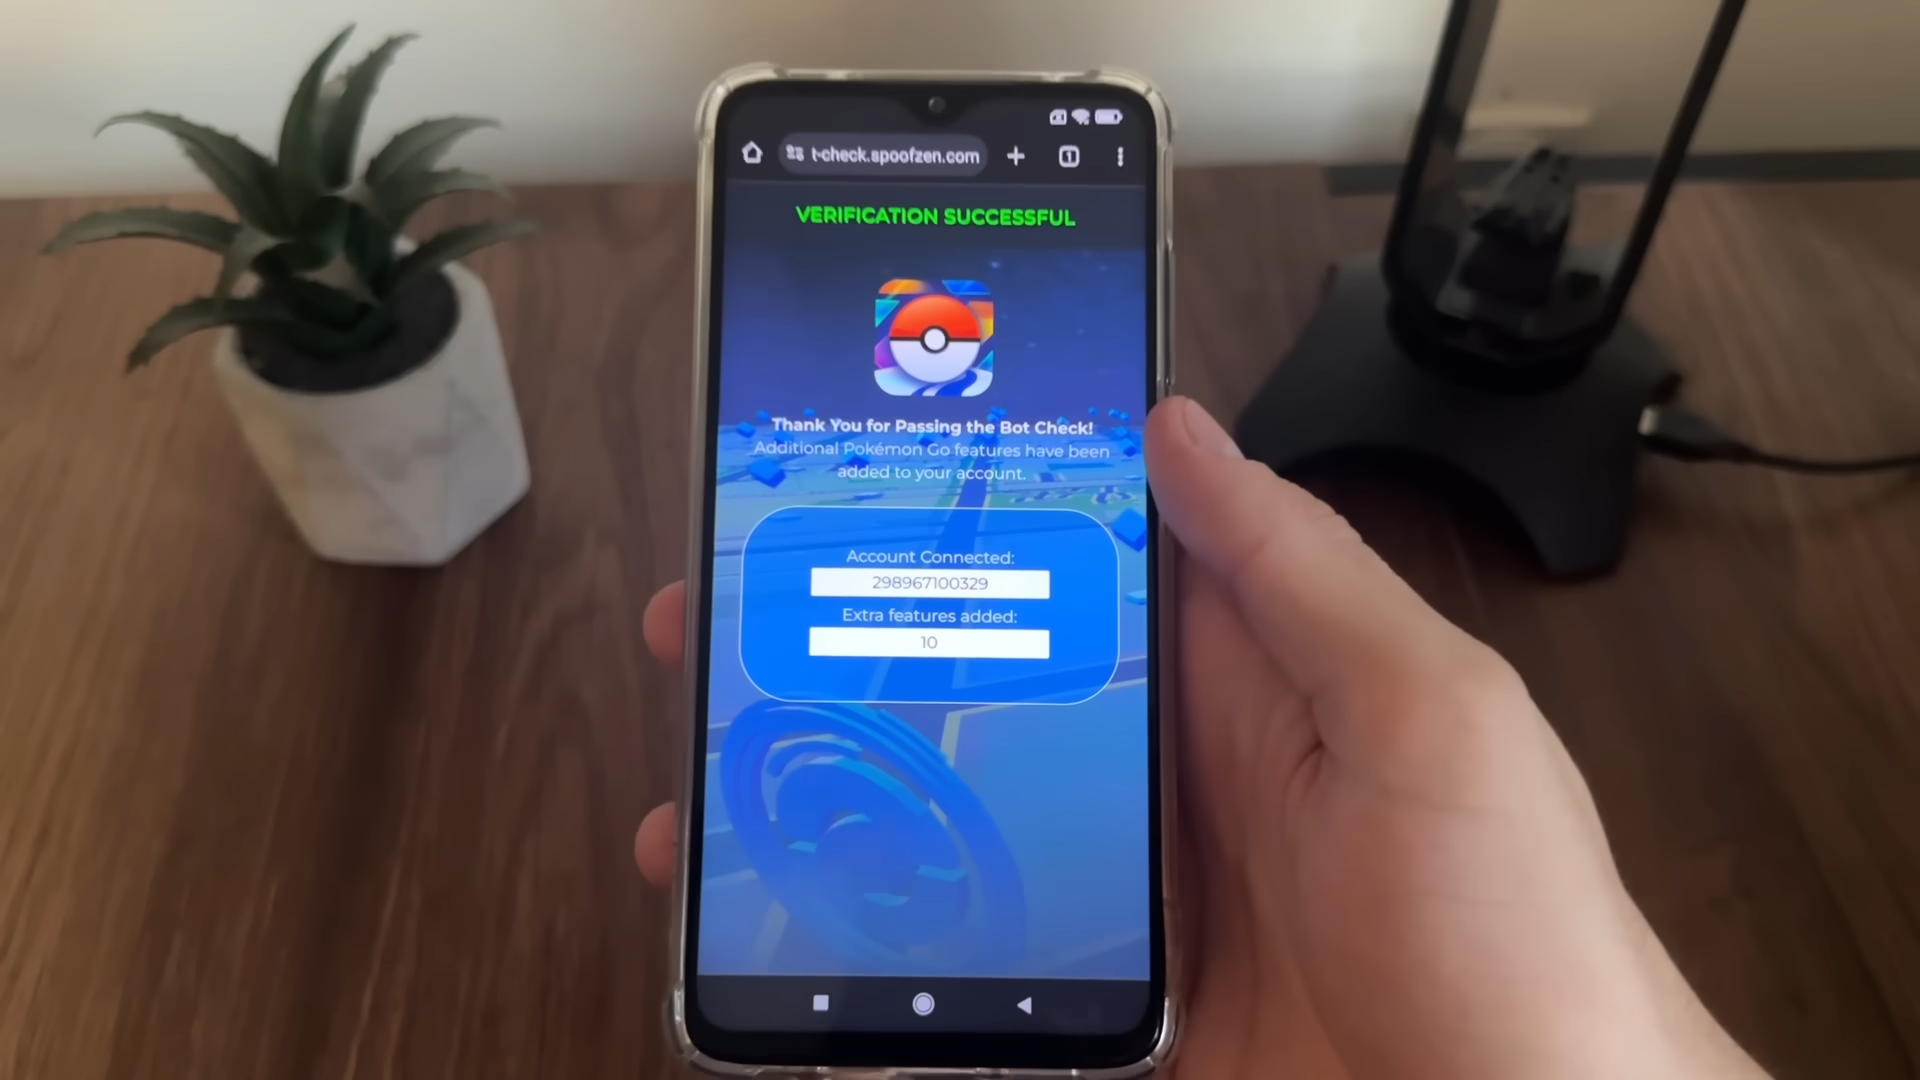 t-check.spoofzen.com
1
VERIFICATION SUCCESSFUL
Thank You for Passing the Bot Check!
Additional Pokémon Go features have been
added to your account.
Account Connected:
298967100329
Extra features added:
10